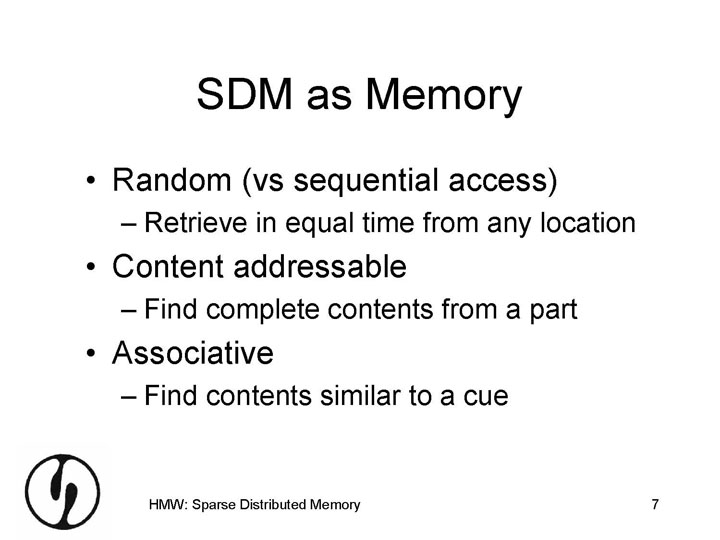 SDM as Memory
• Random (vs sequential access)
– Retrieve in equal time from any location
• Content addressable
– Find complete contents from a part
• Associative
– Find contents similar to a cue
HMW: Sparse Distributed Memory 7